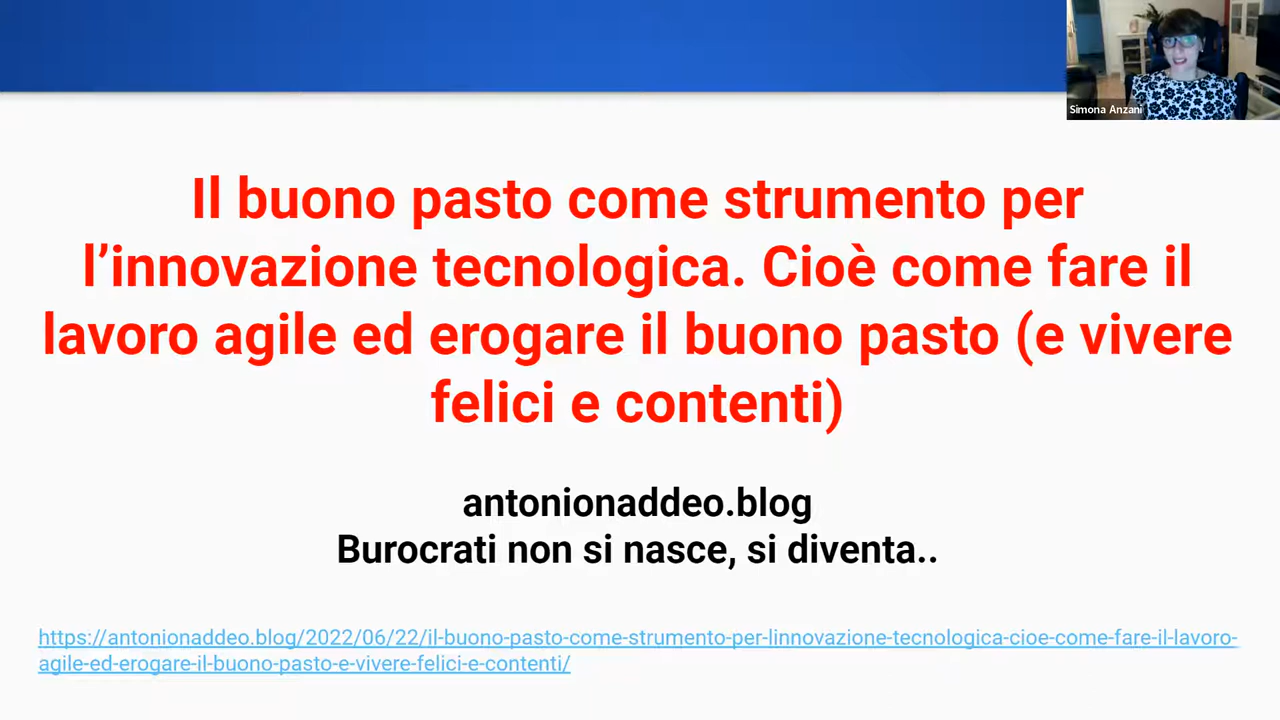 Simona Anzani
Il buono pasto come strumento per
l’innovazione tecnologica. Cioè come fare il
lavoro agile ed erogare il buono pasto (e vivere
felici e contenti)
antonionaddeo.blog
Burocrati non si nasce, si diventa..
https://antonionaddeo.blog/2022/06/22/il-buono-pasto-come-strumento-per-linnovazione-tecnologica-cioe-come-fare-il-lavoro-
agile-ed-erogare-il-buono-pasto-e-vivere-felici-e-contenti/